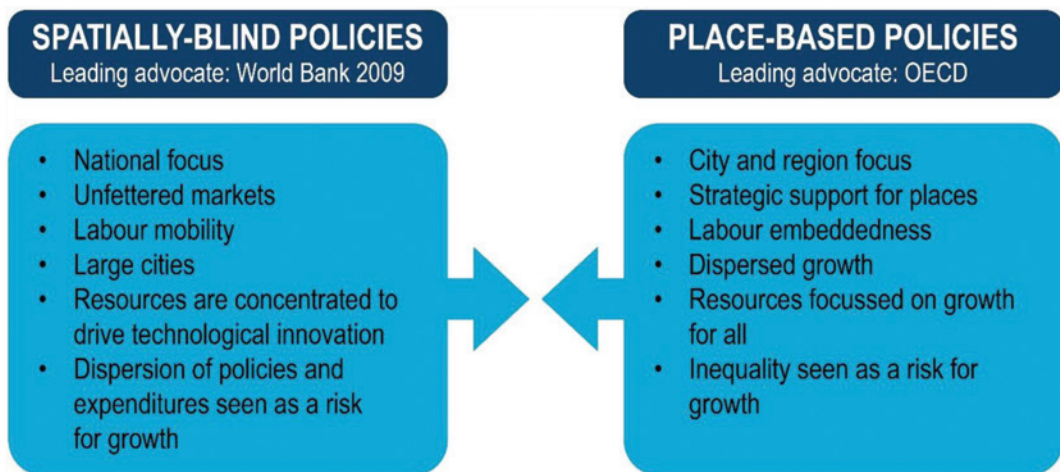 SPATIALLY-BLIND POLICIES
Leading advocate: World Bank 2009
• National focus
• Unfettered markets
• Labour mobility
• Large cities
• Resources are concentrated to
drive technological innovation
• Dispersion of policies and
expenditures seen as a risk
for growth
PLACE-BASED POLICIES
Leading advocate: OECD
• City and region focus
• Strategic support for places
• Labour embeddedness
• Dispersed growth
• Resources focussed on growth
for all
• Inequality seen as a risk for
growth